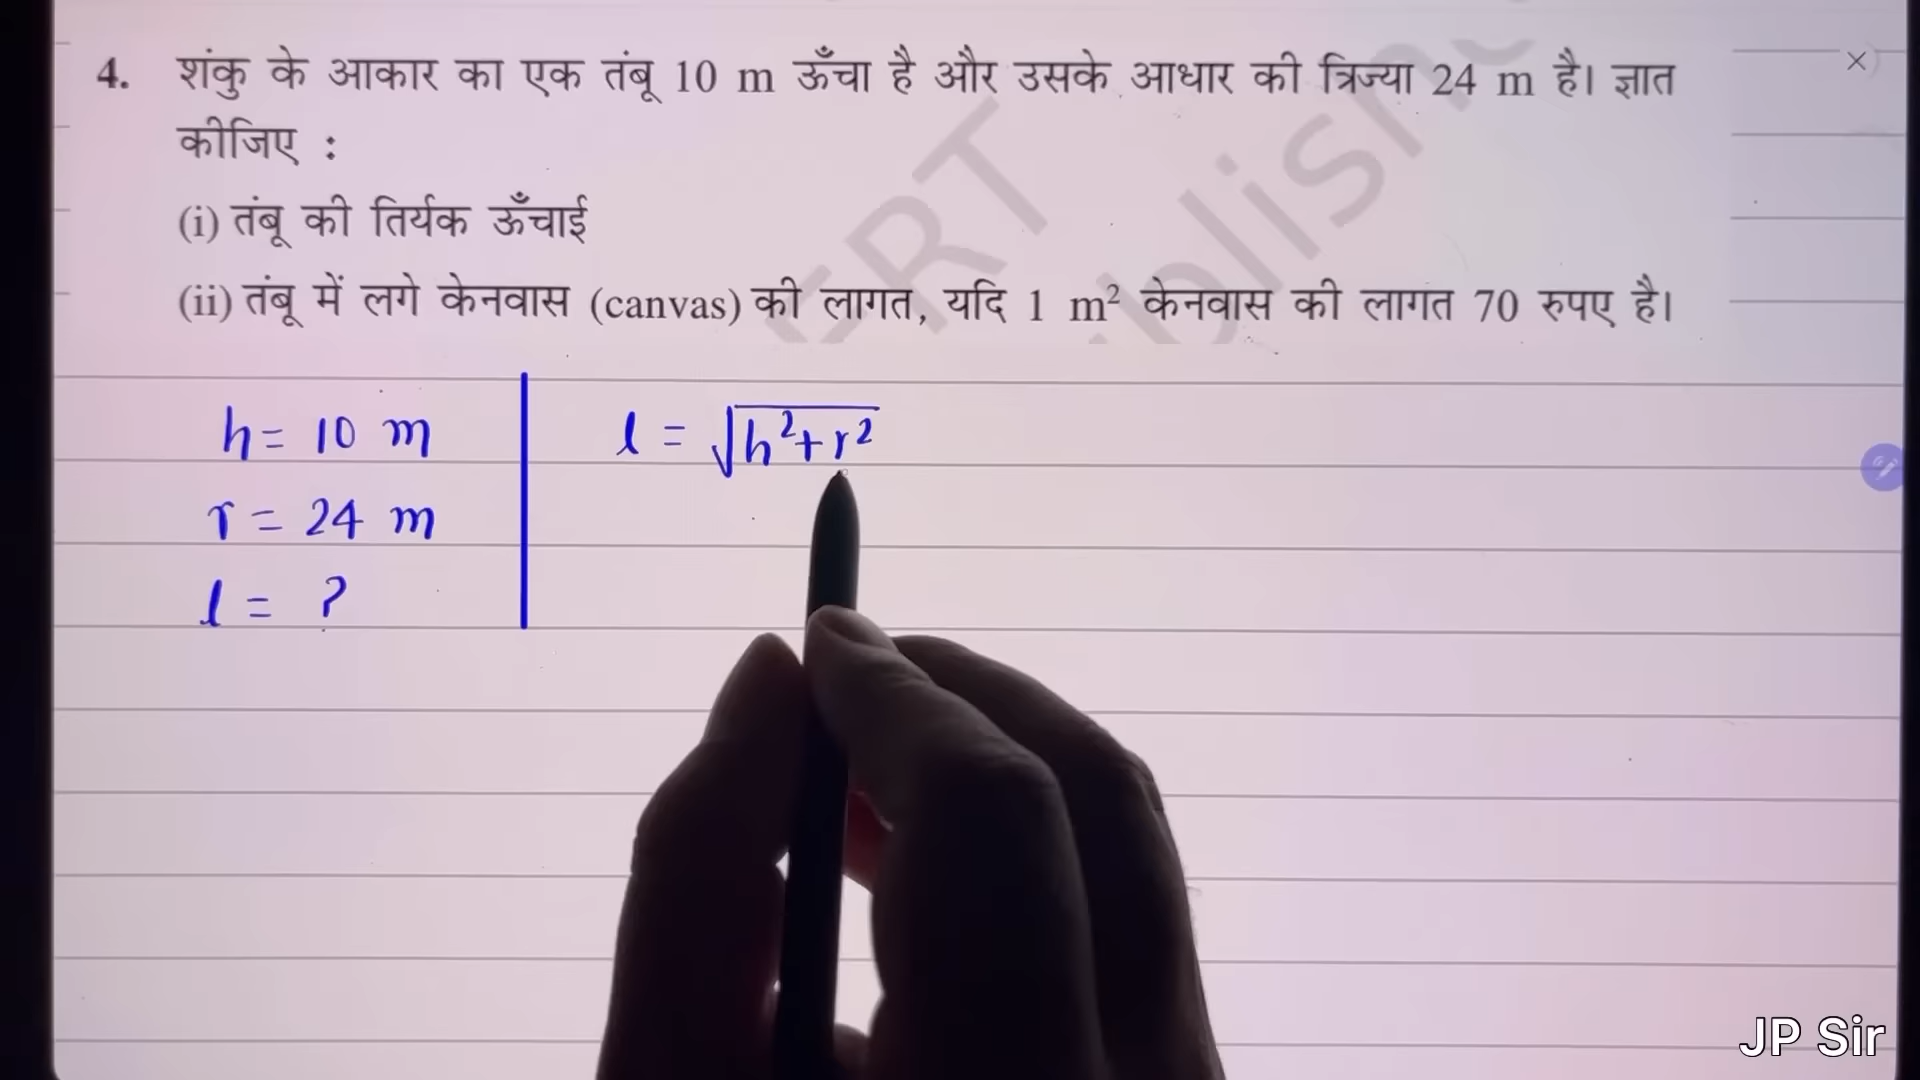 4. शंकु के आकार का एक तंबू 10 m ऊँचा है और उसके आधार की त्रिज्या 24 m है। ज्ञात
कीजिए :
(i) तंबू की तिर्यक ऊँचाई
(ii) तंबू में लगे केनवास (canvas) की लागत, यदि 1 m² केनवास की लागत 70 रुपए है।
h = 10 m
r = 24 m
l = ?
l = √h²+r²
JP Sir